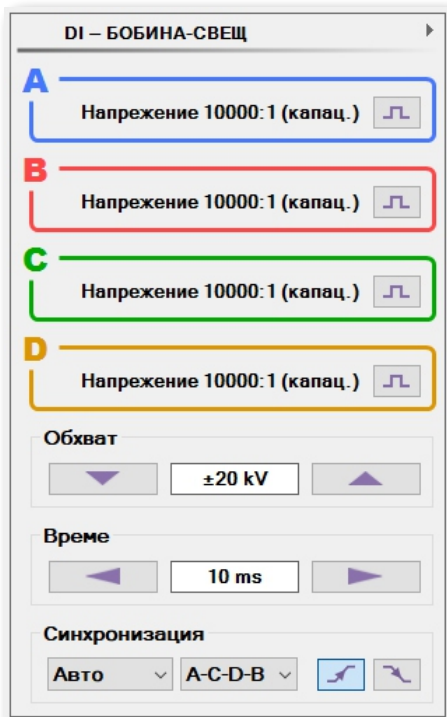 DI – БОБИНА-СВЕЩ
A
Напрежение 10000:1 (капац.)
B
Напрежение 10000:1 (капац.)
C
Напрежение 10000:1 (капац.)
D
Напрежение 10000:1 (капац.)
Обхват
±20 kV
Време
10 ms
Синхронизация
Авто A-C-D-B